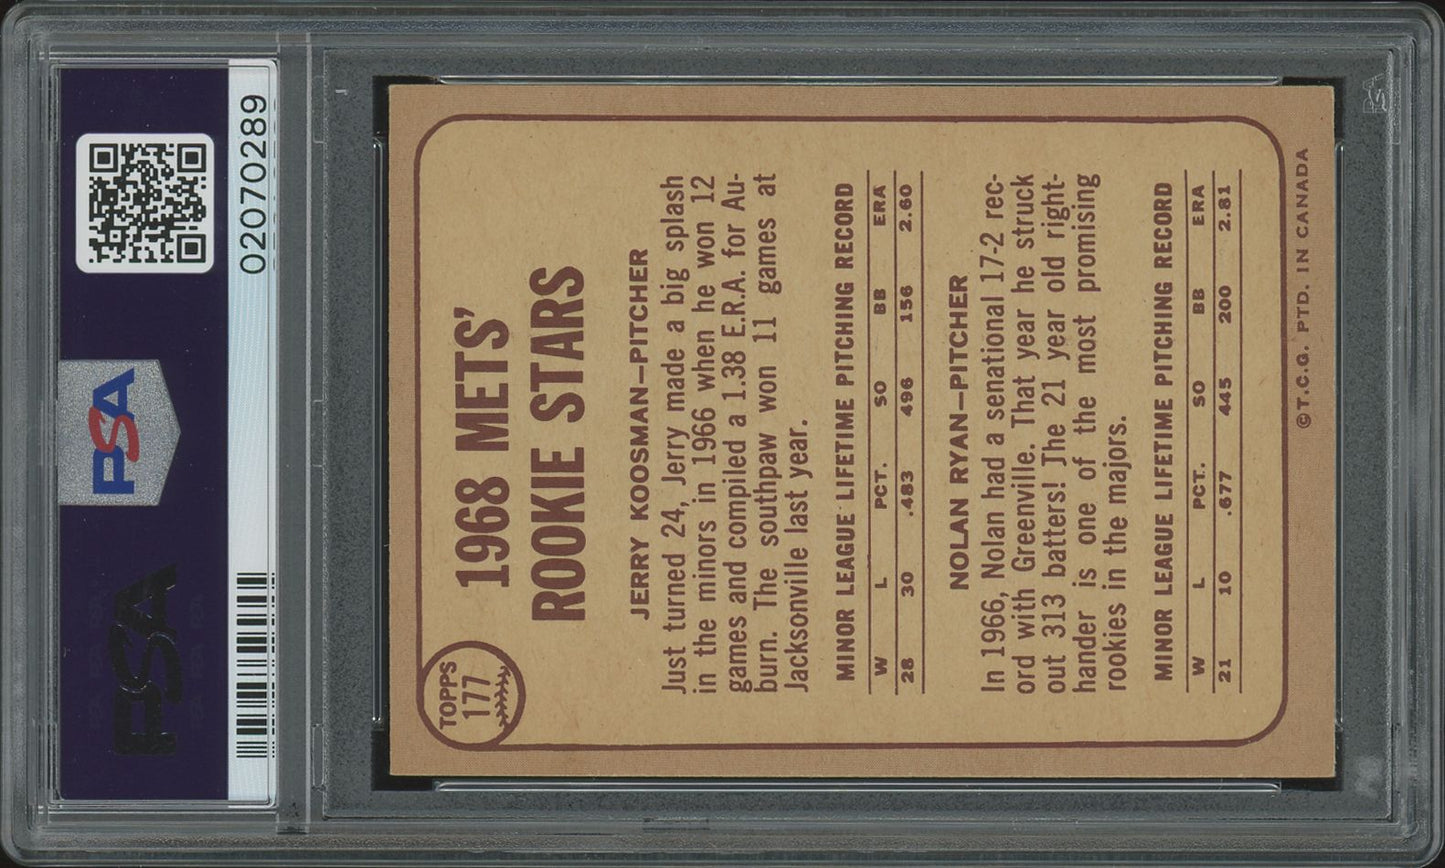 PSA
PSA
02070289
TOPPS
177
1968 METS'
ROOKIE STARS
JERRY KOOSMAN—PITCHER
Just turned 24, Jerry made a big splash
in the minors in 1966 when he won 12
games and compiled a 1.38 E.R.A. for Au-
burn. The southpaw won 11 games at
Jacksonville last year.
MINOR LEAGUE LIFETIME PITCHING RECORD
W L PCT. SO BB ERA
28 30 .483 496 156 2.60
NOLAN RYAN—PITCHER
In 1966, Nolan had a senational 17-2 rec-
ord with Greenville. That year he struck
out 313 batters! The 21 year old right-
hander is one of the most promising
rookies in the majors.
MINOR LEAGUE LIFETIME PITCHING RECORD
W L PCT. SO BB ERA
21 10 .677 445 200 2.81
©T.C.G. PTD. IN CANADA
PSA